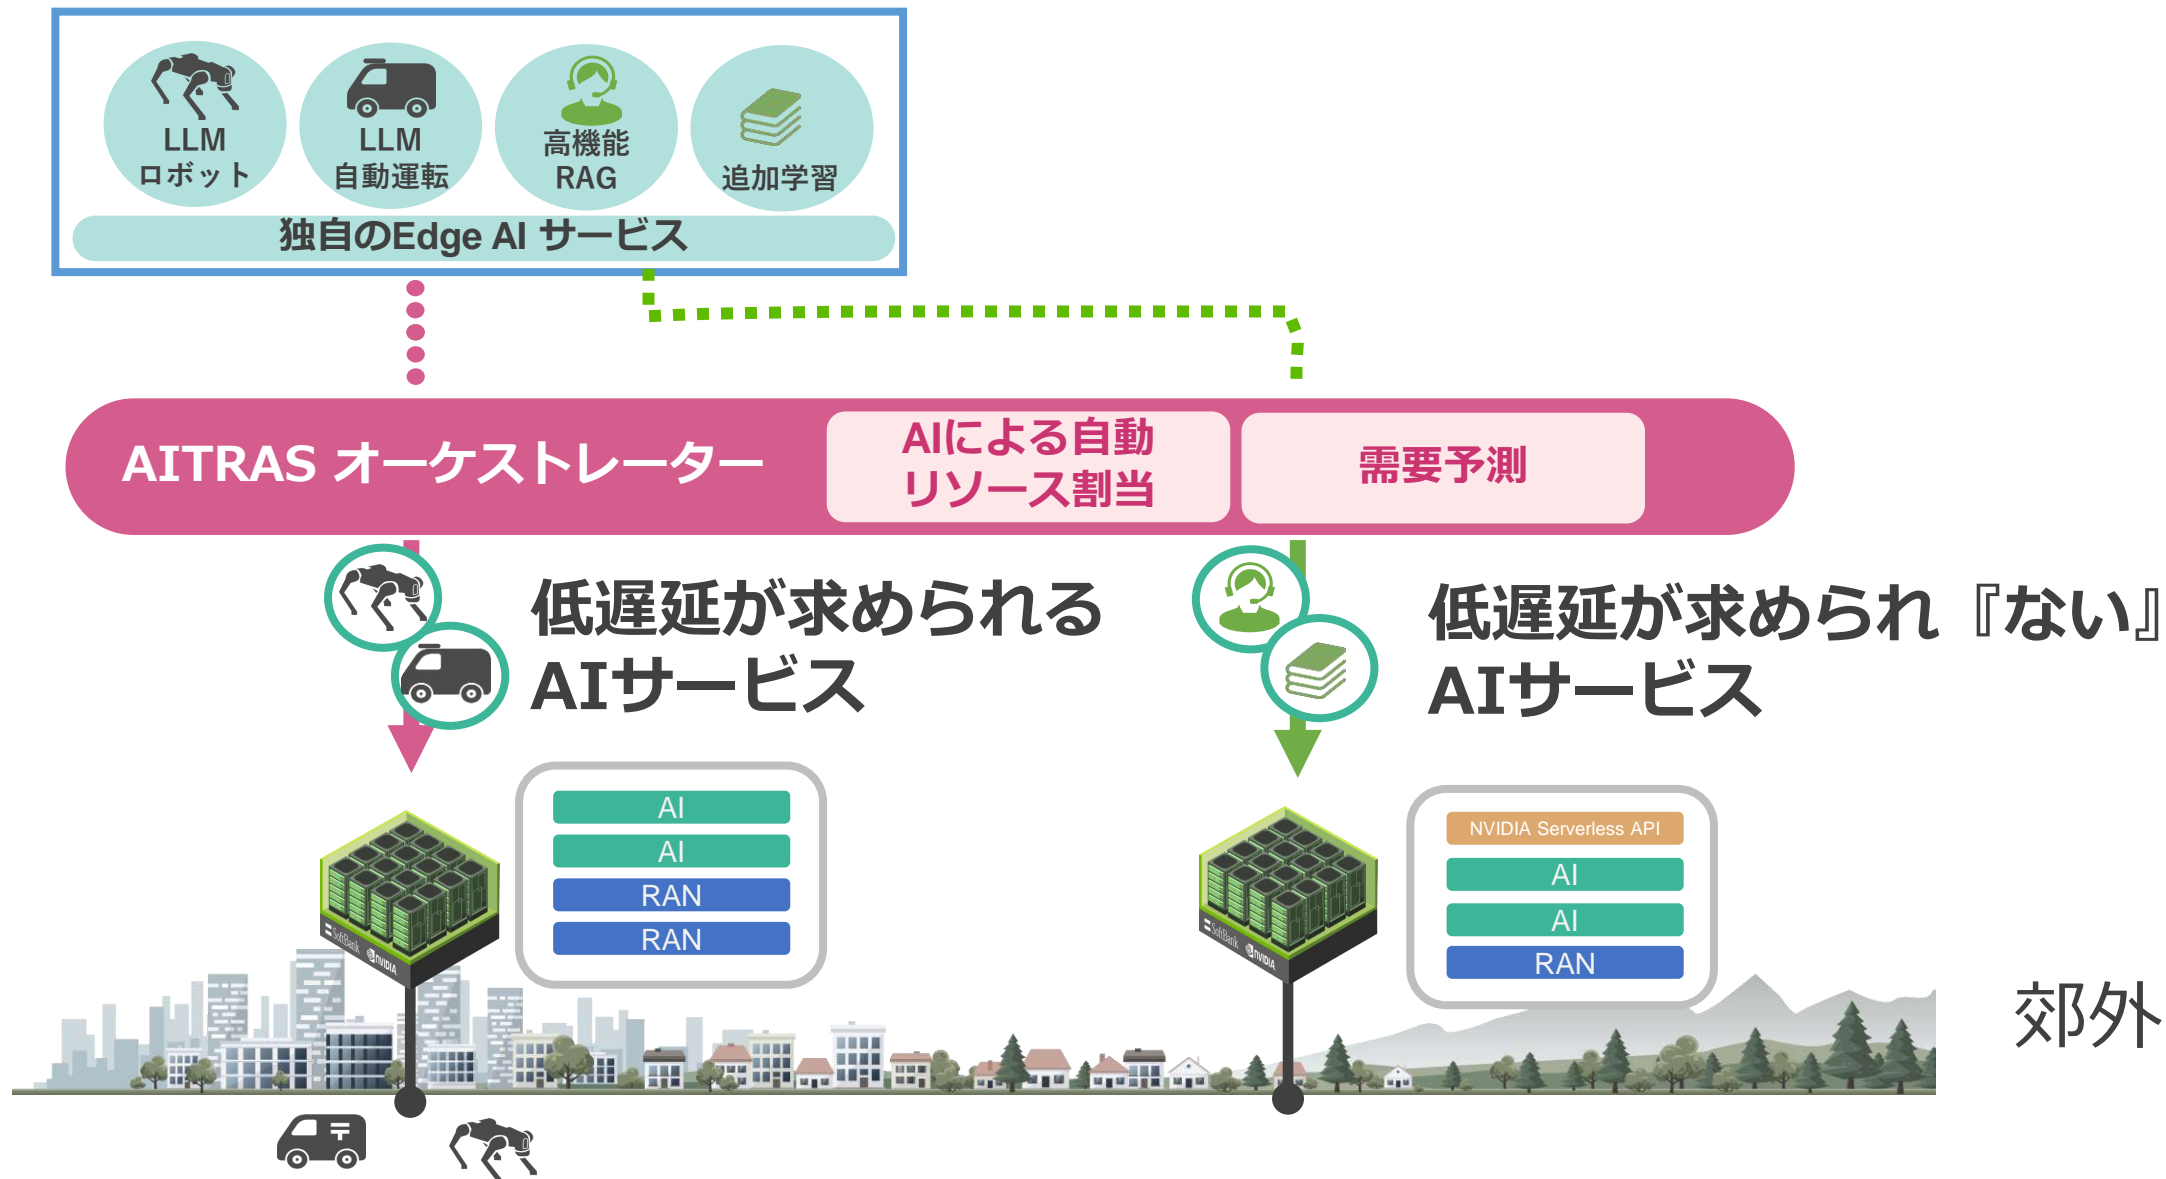 LLM
ロボット
LLM
自動運転
高機能
RAG
追加学習
独自のEdge AI サービス
AITRAS オーケストレーター
AIによる自動
リソース割当
需要予測
低遅延が求められる
AIサービス
低遅延が求められ『ない』
AIサービス
AI
AI
RAN
RAN
NVIDIA Serverless API
AI
AI
RAN
SoftBank
NVIDIA
SoftBank
NVIDIA
郊外
〒